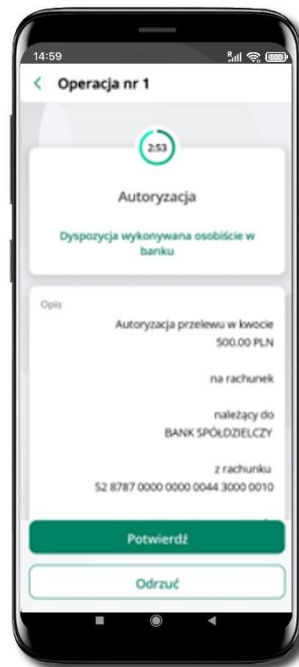 14:59
Operacja nr 1
2:53
Autoryzacja
Dyspozycja wykonywana osobiście w
banku
Opis
Autoryzacja przelewu w kwocie
500.00 PLN
na rachunek
należący do
BANK SPÓŁDZIELCZY
z rachunku
52 8787 0000 0000 0044 3000 0010
Potwierdź
Odrzuć